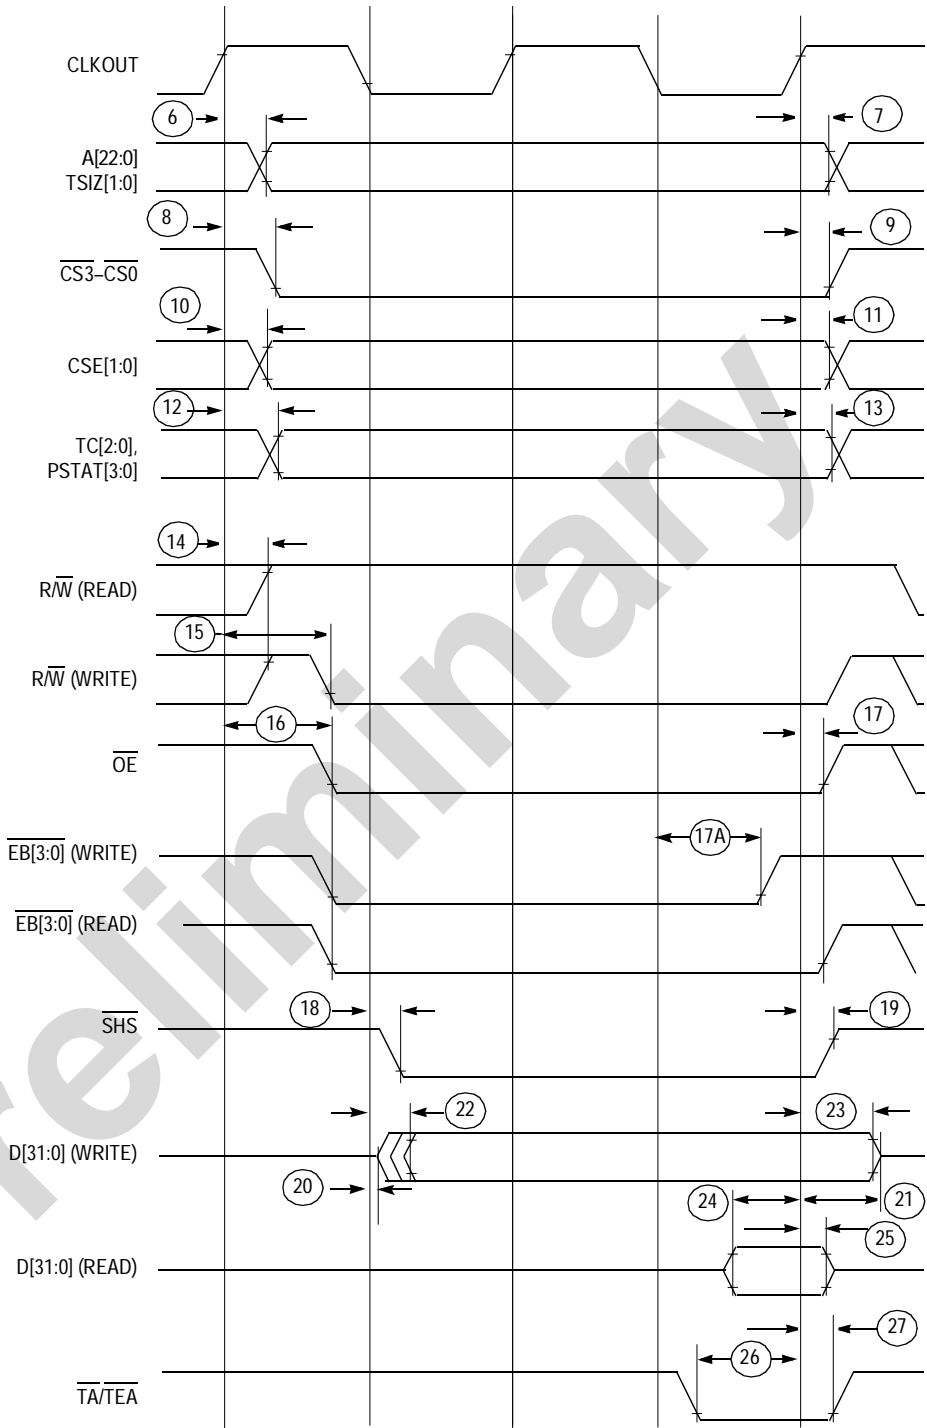 CLKOUT
6
7
A[22:0]
TSIZ[1:0]
8
9
CS3–CS0
10
11
CSE[1:0]
12
13
TC[2:0],
PSTAT[3:0]
14
R/W (READ)
15
R/W (WRITE)
16
17
OE
17A
EB[3:0] (WRITE)
EB[3:0] (READ)
18
19
SHS
22
23
D[31:0] (WRITE)
20
24
21
25
D[31:0] (READ)
27
26
TA/TEA
reliminary